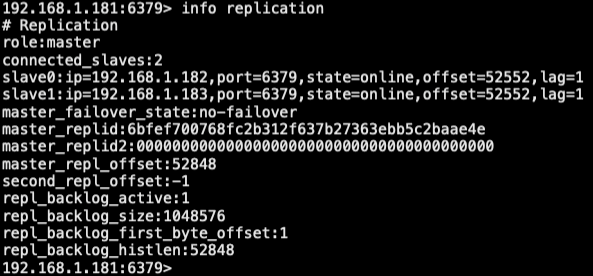 192.168.1.181:6379> info replication
# Replication
role:master
connected_slaves:2
slave0:ip=192.168.1.182,port=6379,state=online,offset=52552,lag=1
slave1:ip=192.168.1.183,port=6379,state=online,offset=52552,lag=1
master_failover_state:no-failover
master_replid:6bfef700768fc2b312f637b27363ebb5c2baae4e
master_replid2:0000000000000000000000000000000000000000
master_repl_offset:52848
second_repl_offset:-1
repl_backlog_active:1
repl_backlog_size:1048576
repl_backlog_first_byte_offset:1
repl_backlog_histlen:52848
192.168.1.181:6379>